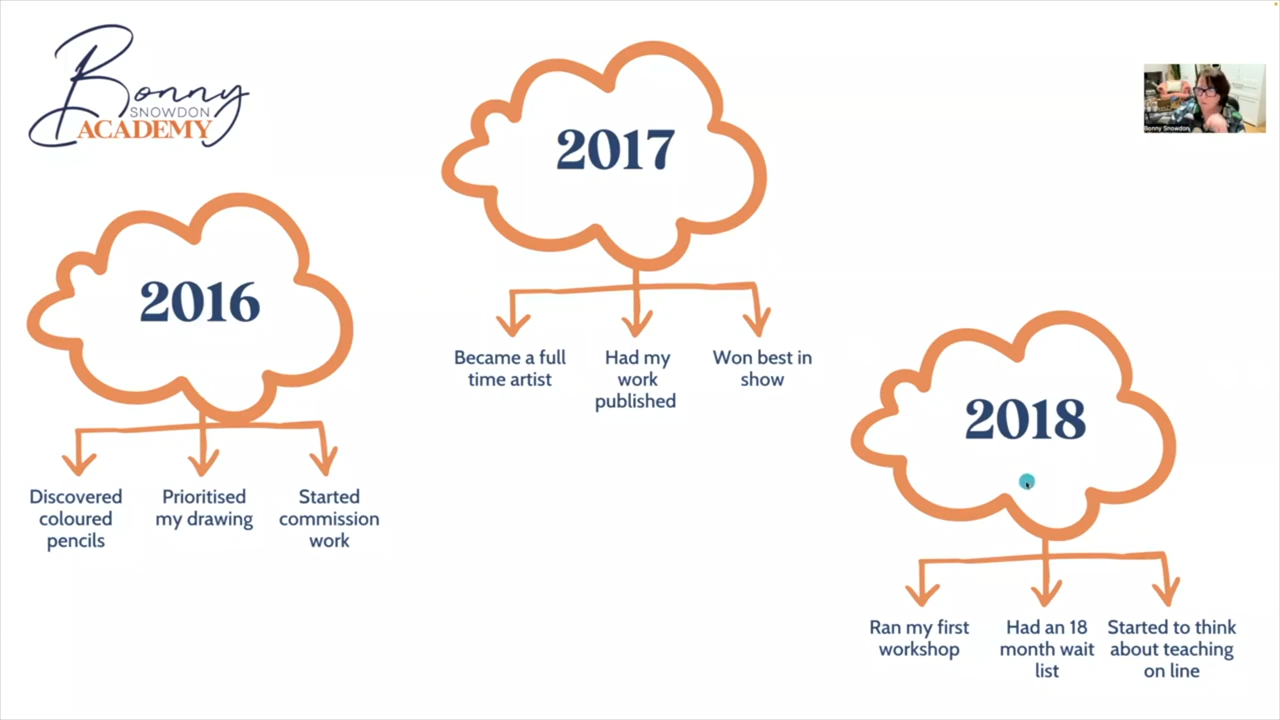 Bonny
SNOWDON
ACADEMY
Bonny Snowdon
2016
Discovered
coloured
pencils
Prioritised
my drawing
Started
commission
work
2017
Became a full
time artist
Had my
work
published
Won best in
show
2018
Ran my first
workshop
Had an 18
month wait
list
Started to think
about teaching
on line